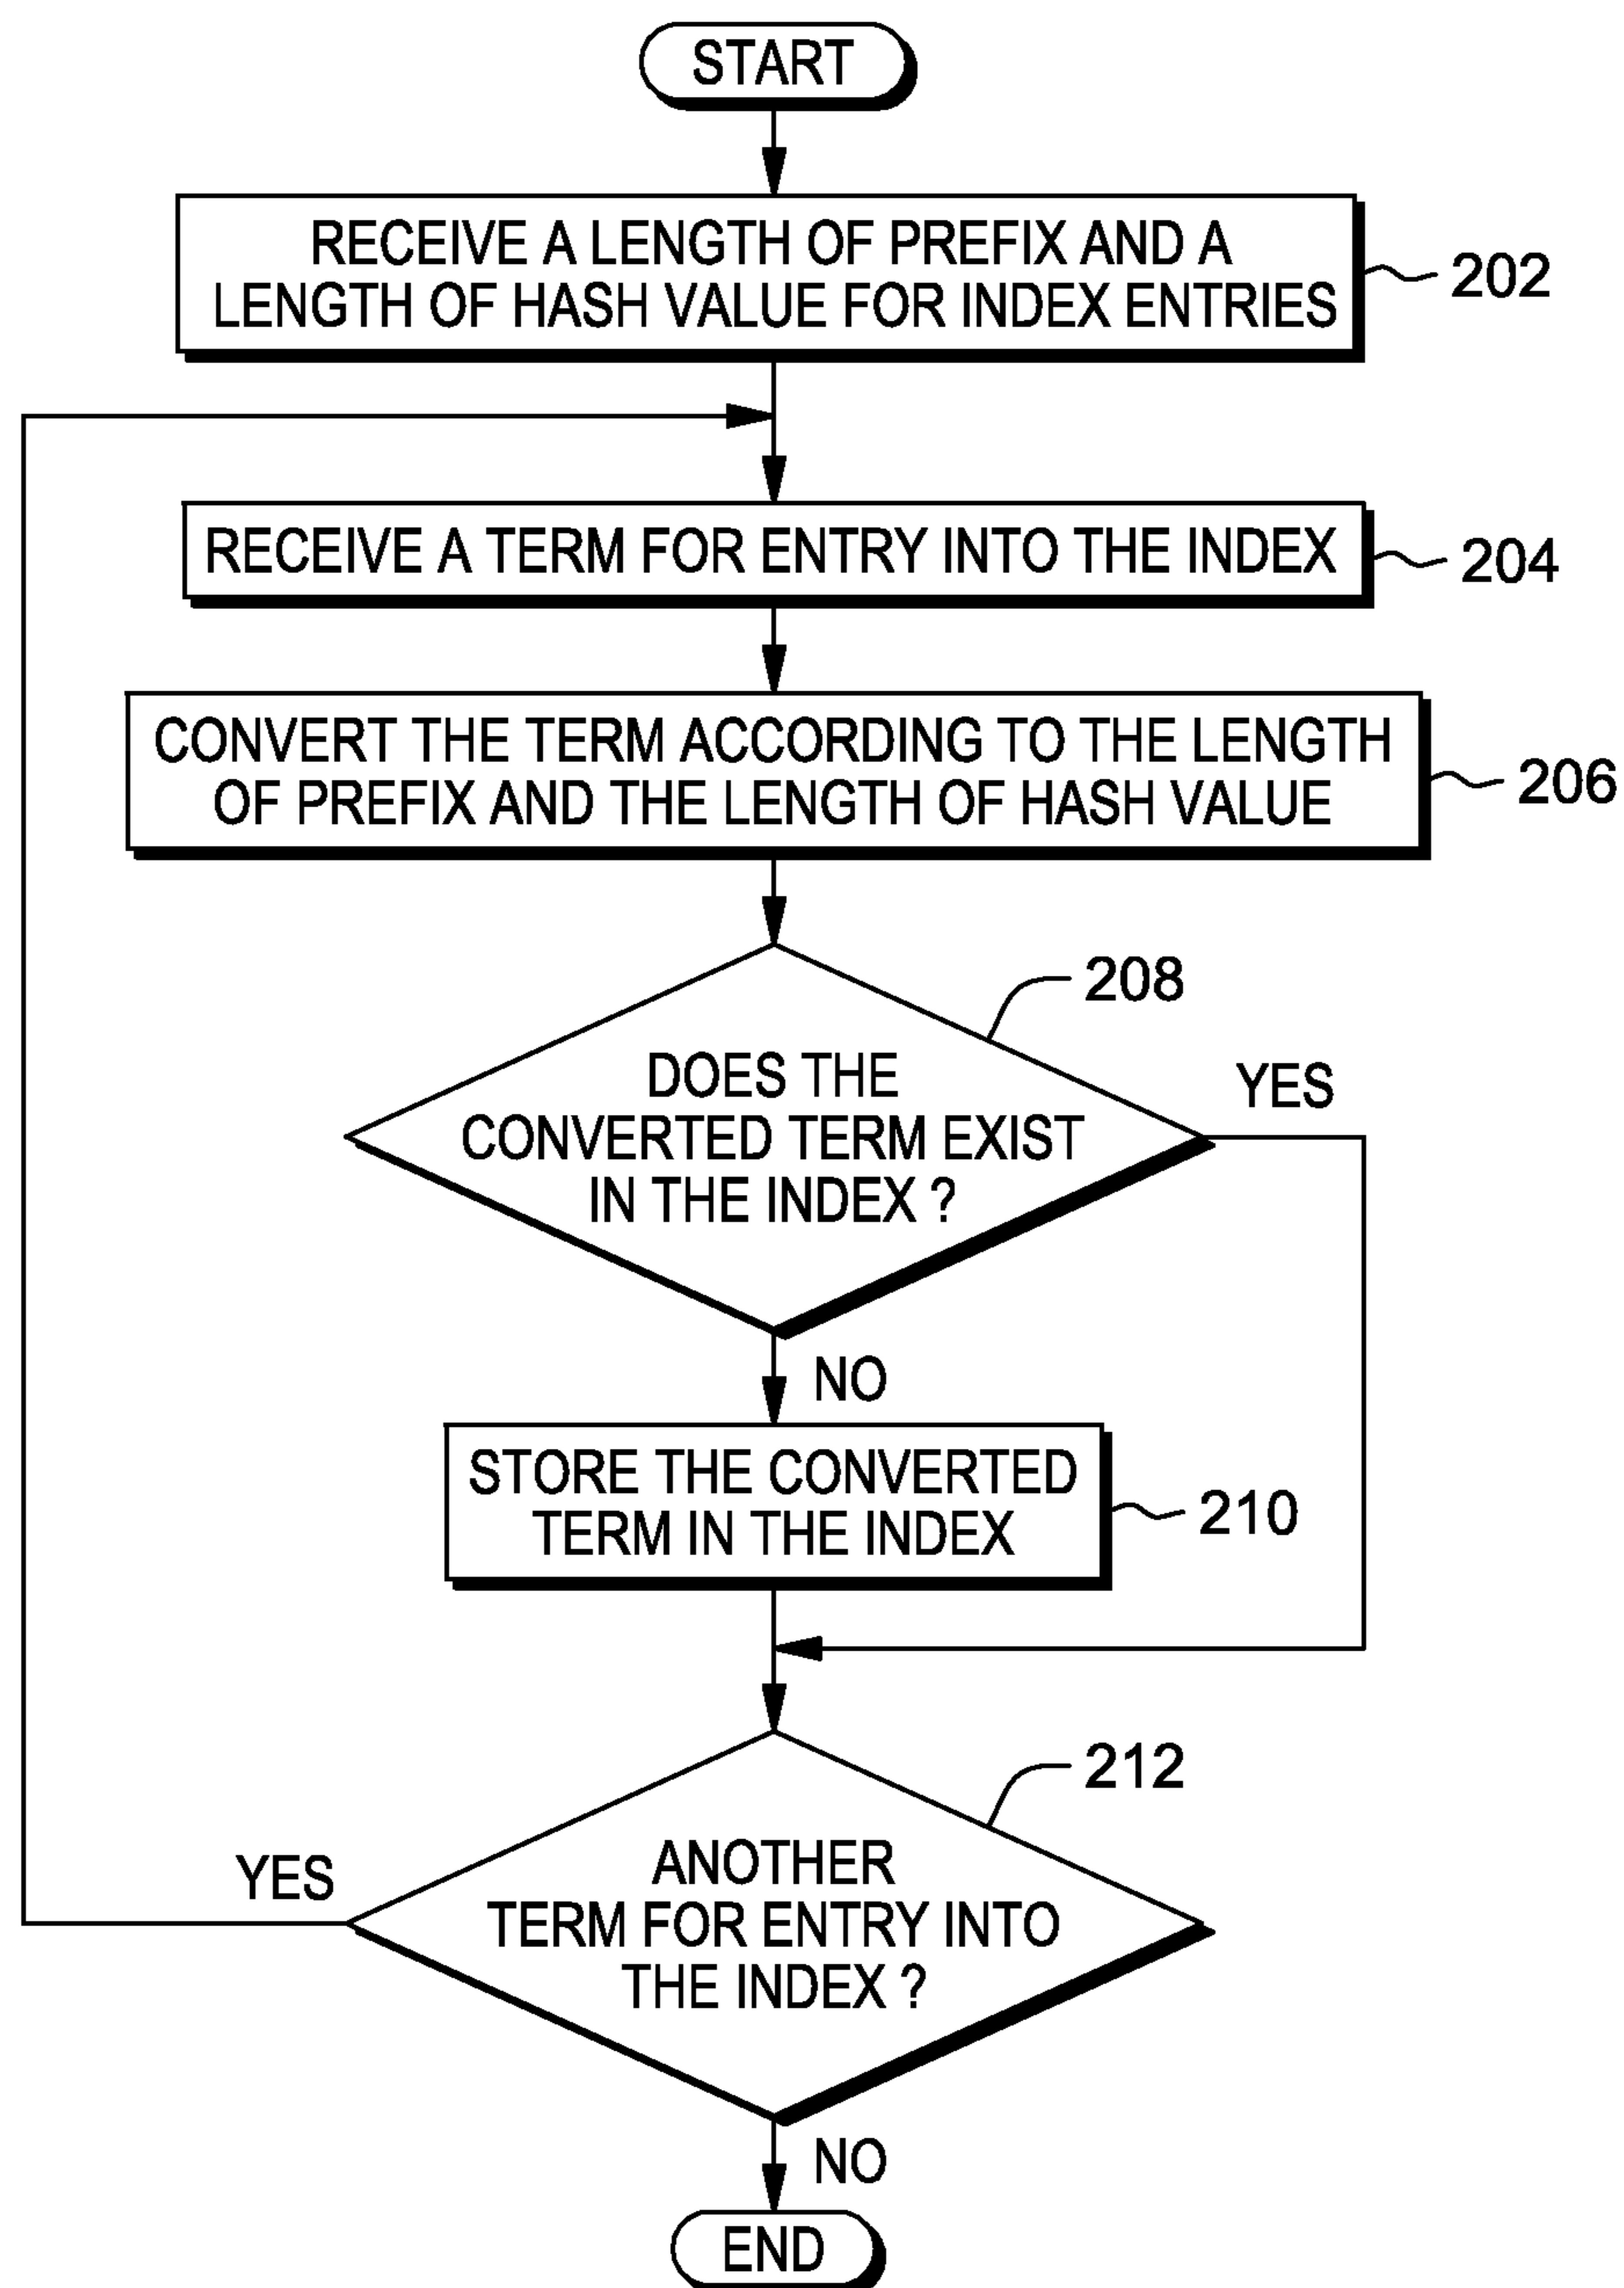 START
RECEIVE A LENGTH OF PREFIX AND A
LENGTH OF HASH VALUE FOR INDEX ENTRIES
202
RECEIVE A TERM FOR ENTRY INTO THE INDEX
204
CONVERT THE TERM ACCORDING TO THE LENGTH
OF PREFIX AND THE LENGTH OF HASH VALUE
206
208
DOES THE
CONVERTED TERM EXIST
IN THE INDEX ?
YES
NO
STORE THE CONVERTED
TERM IN THE INDEX
210
212
ANOTHER
TERM FOR ENTRY INTO
THE INDEX ?
YES
NO
END